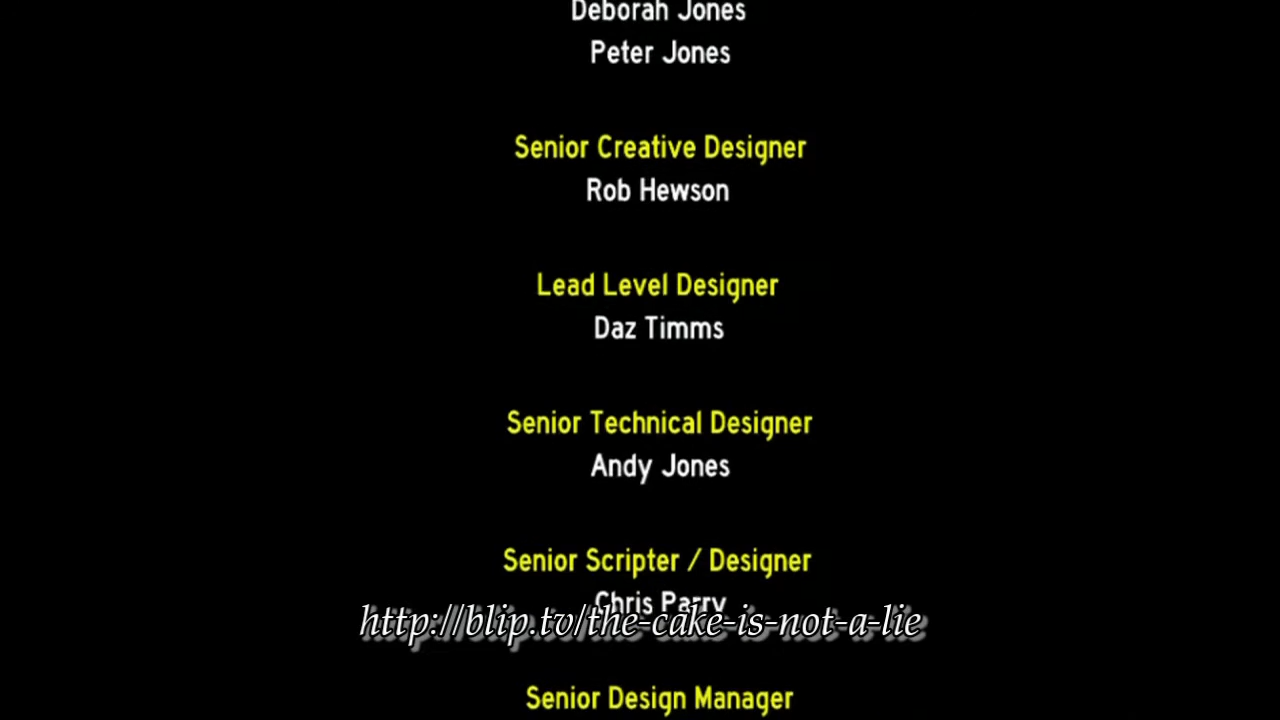 Deborah Jones
Peter Jones
Senior Creative Designer
Rob Hewson
Lead Level Designer
Daz Timms
Senior Technical Designer
Andy Jones
Senior Scripter / Designer
Chris Parry
http://blip.tv/the-cake-is-not-a-lie
Senior Design Manager